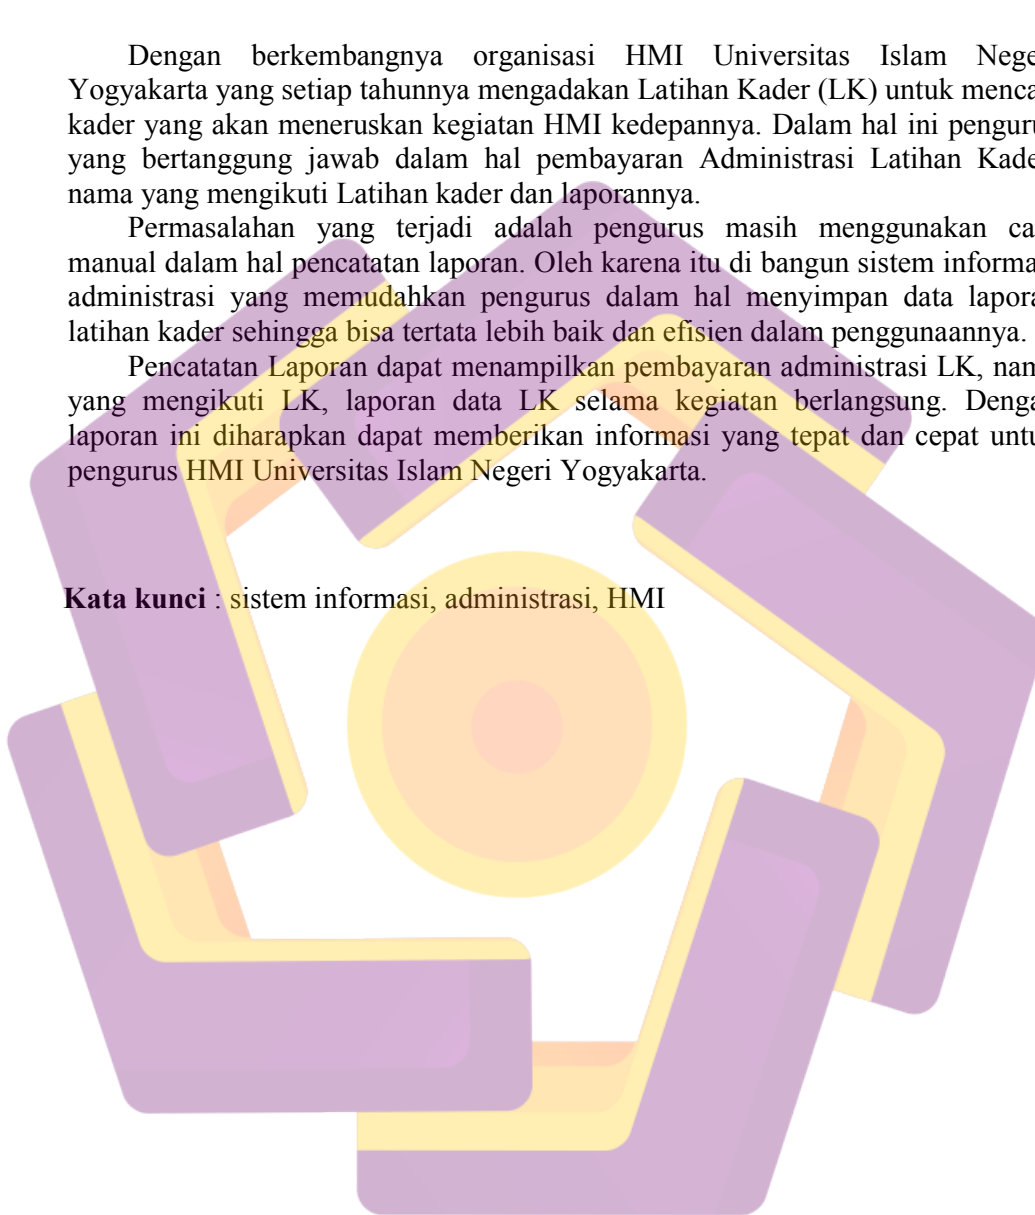 Dengan berkembangnya organisasi HMI Universitas Islam Nege
Yogyakarta yang setiap tahunnya mengadakan Latihan Kader (LK) untuk menca
kader yang akan meneruskan kegiatan HMI kedepannya. Dalam hal ini penguru
yang bertanggung jawab dalam hal pembayaran Administrasi Latihan Kade
nama yang mengikuti Latihan kader dan laporannya.
Permasalahan yang terjadi adalah pengurus masih menggunakan ca
manual dalam hal pencatatan laporan. Oleh karena itu di bangun sistem informa
administrasi yang memudahkan pengurus dalam hal menyimpan data lapora
latihan kader sehingga bisa tertata lebih baik dan efisien dalam penggunaannya.
Pencatatan Laporan dapat menampilkan pembayaran administrasi LK, nam
yang mengikuti LK, laporan data LK selama kegiatan berlangsung. Denga
laporan ini diharapkan dapat memberikan informasi yang tepat dan cepat untu
pengurus HMI Universitas Islam Negeri Yogyakarta.
Kata kunci : sistem informasi, administrasi, HMI